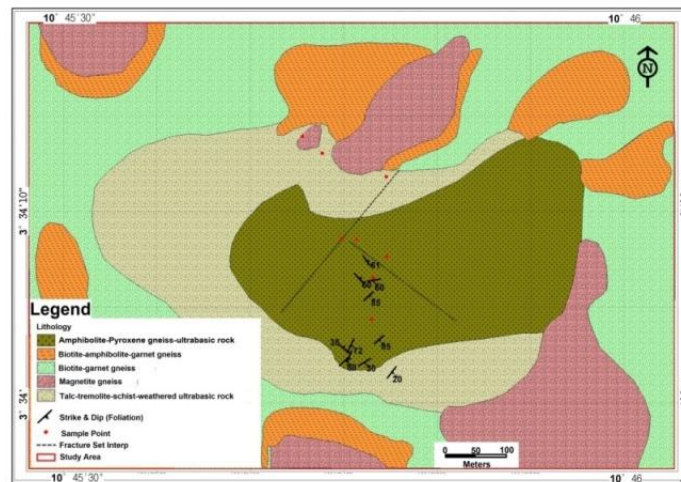 10° 45'30"
10° 46'
N
3° 34'10"
3° 34'
61
60
60
55
35
72
65
30
20
Legend
Lithology
Amphibolite-Pyroxene gneiss-ultrabasic rock
Biotite-amphibolite-garnet gneiss
Biotite-garnet gneiss
Magnetite gneiss
Talc-tremolite-schist-weathered ultrabasic rock
Strike & Dip (Foliation)
Sample Point
Fracture Set Interp
Study Area
0 50 100
Meters
10° 45'30"
10° 46